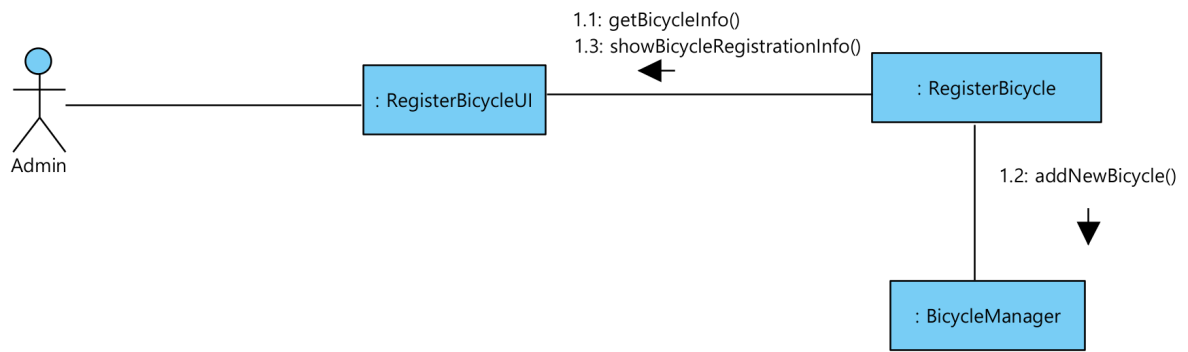 1.1: getBicycleInfo()
1.3: showBicycleRegistrationInfo()
: RegisterBicycleUI
: RegisterBicycle
Admin
1.2: addNewBicycle()
: BicycleManager